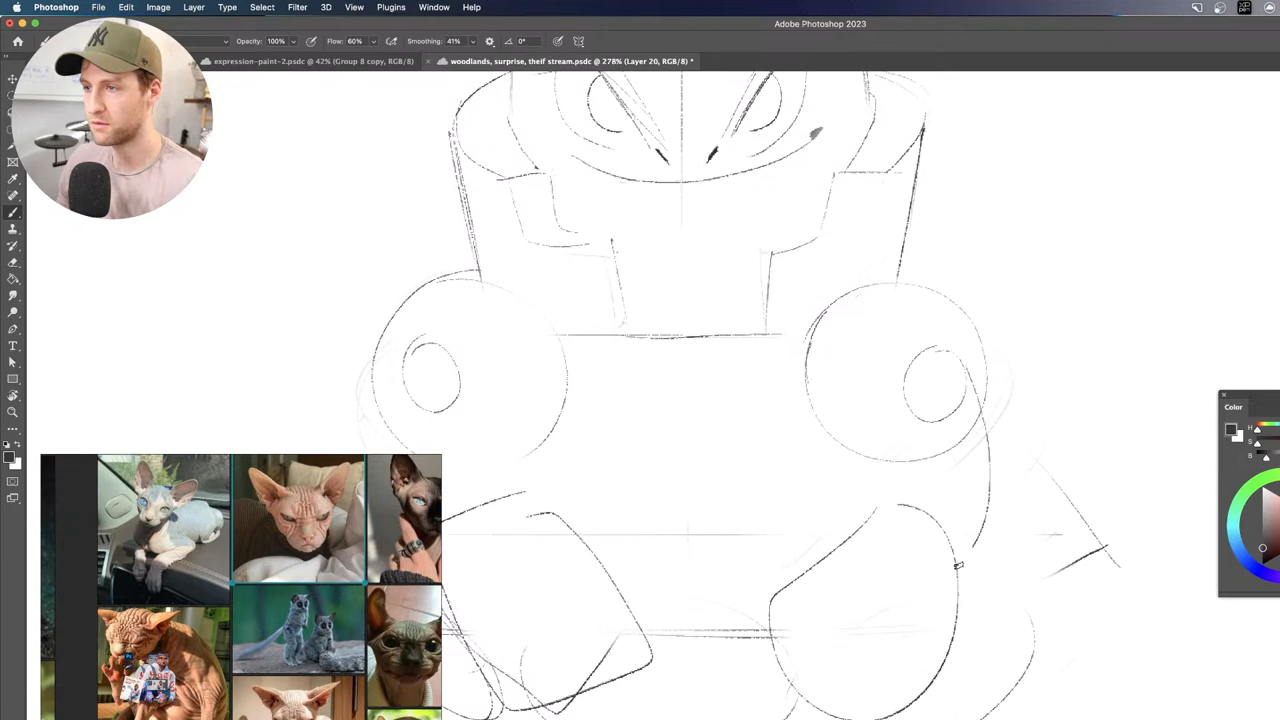 Photoshop File Edit Image Layer Type Select Filter 3D View Plugins Window Help
Adobe Photoshop 2023
Opacity: 100% Flow: 60% Smoothing: 41% 0°
expression-paint-2.psdc @ 42% (Group 8 copy, RGB/8) × woodlands, surprise, theif stream.psdc @ 278% (Layer 20, RGB/8) *
Color
H
S
B